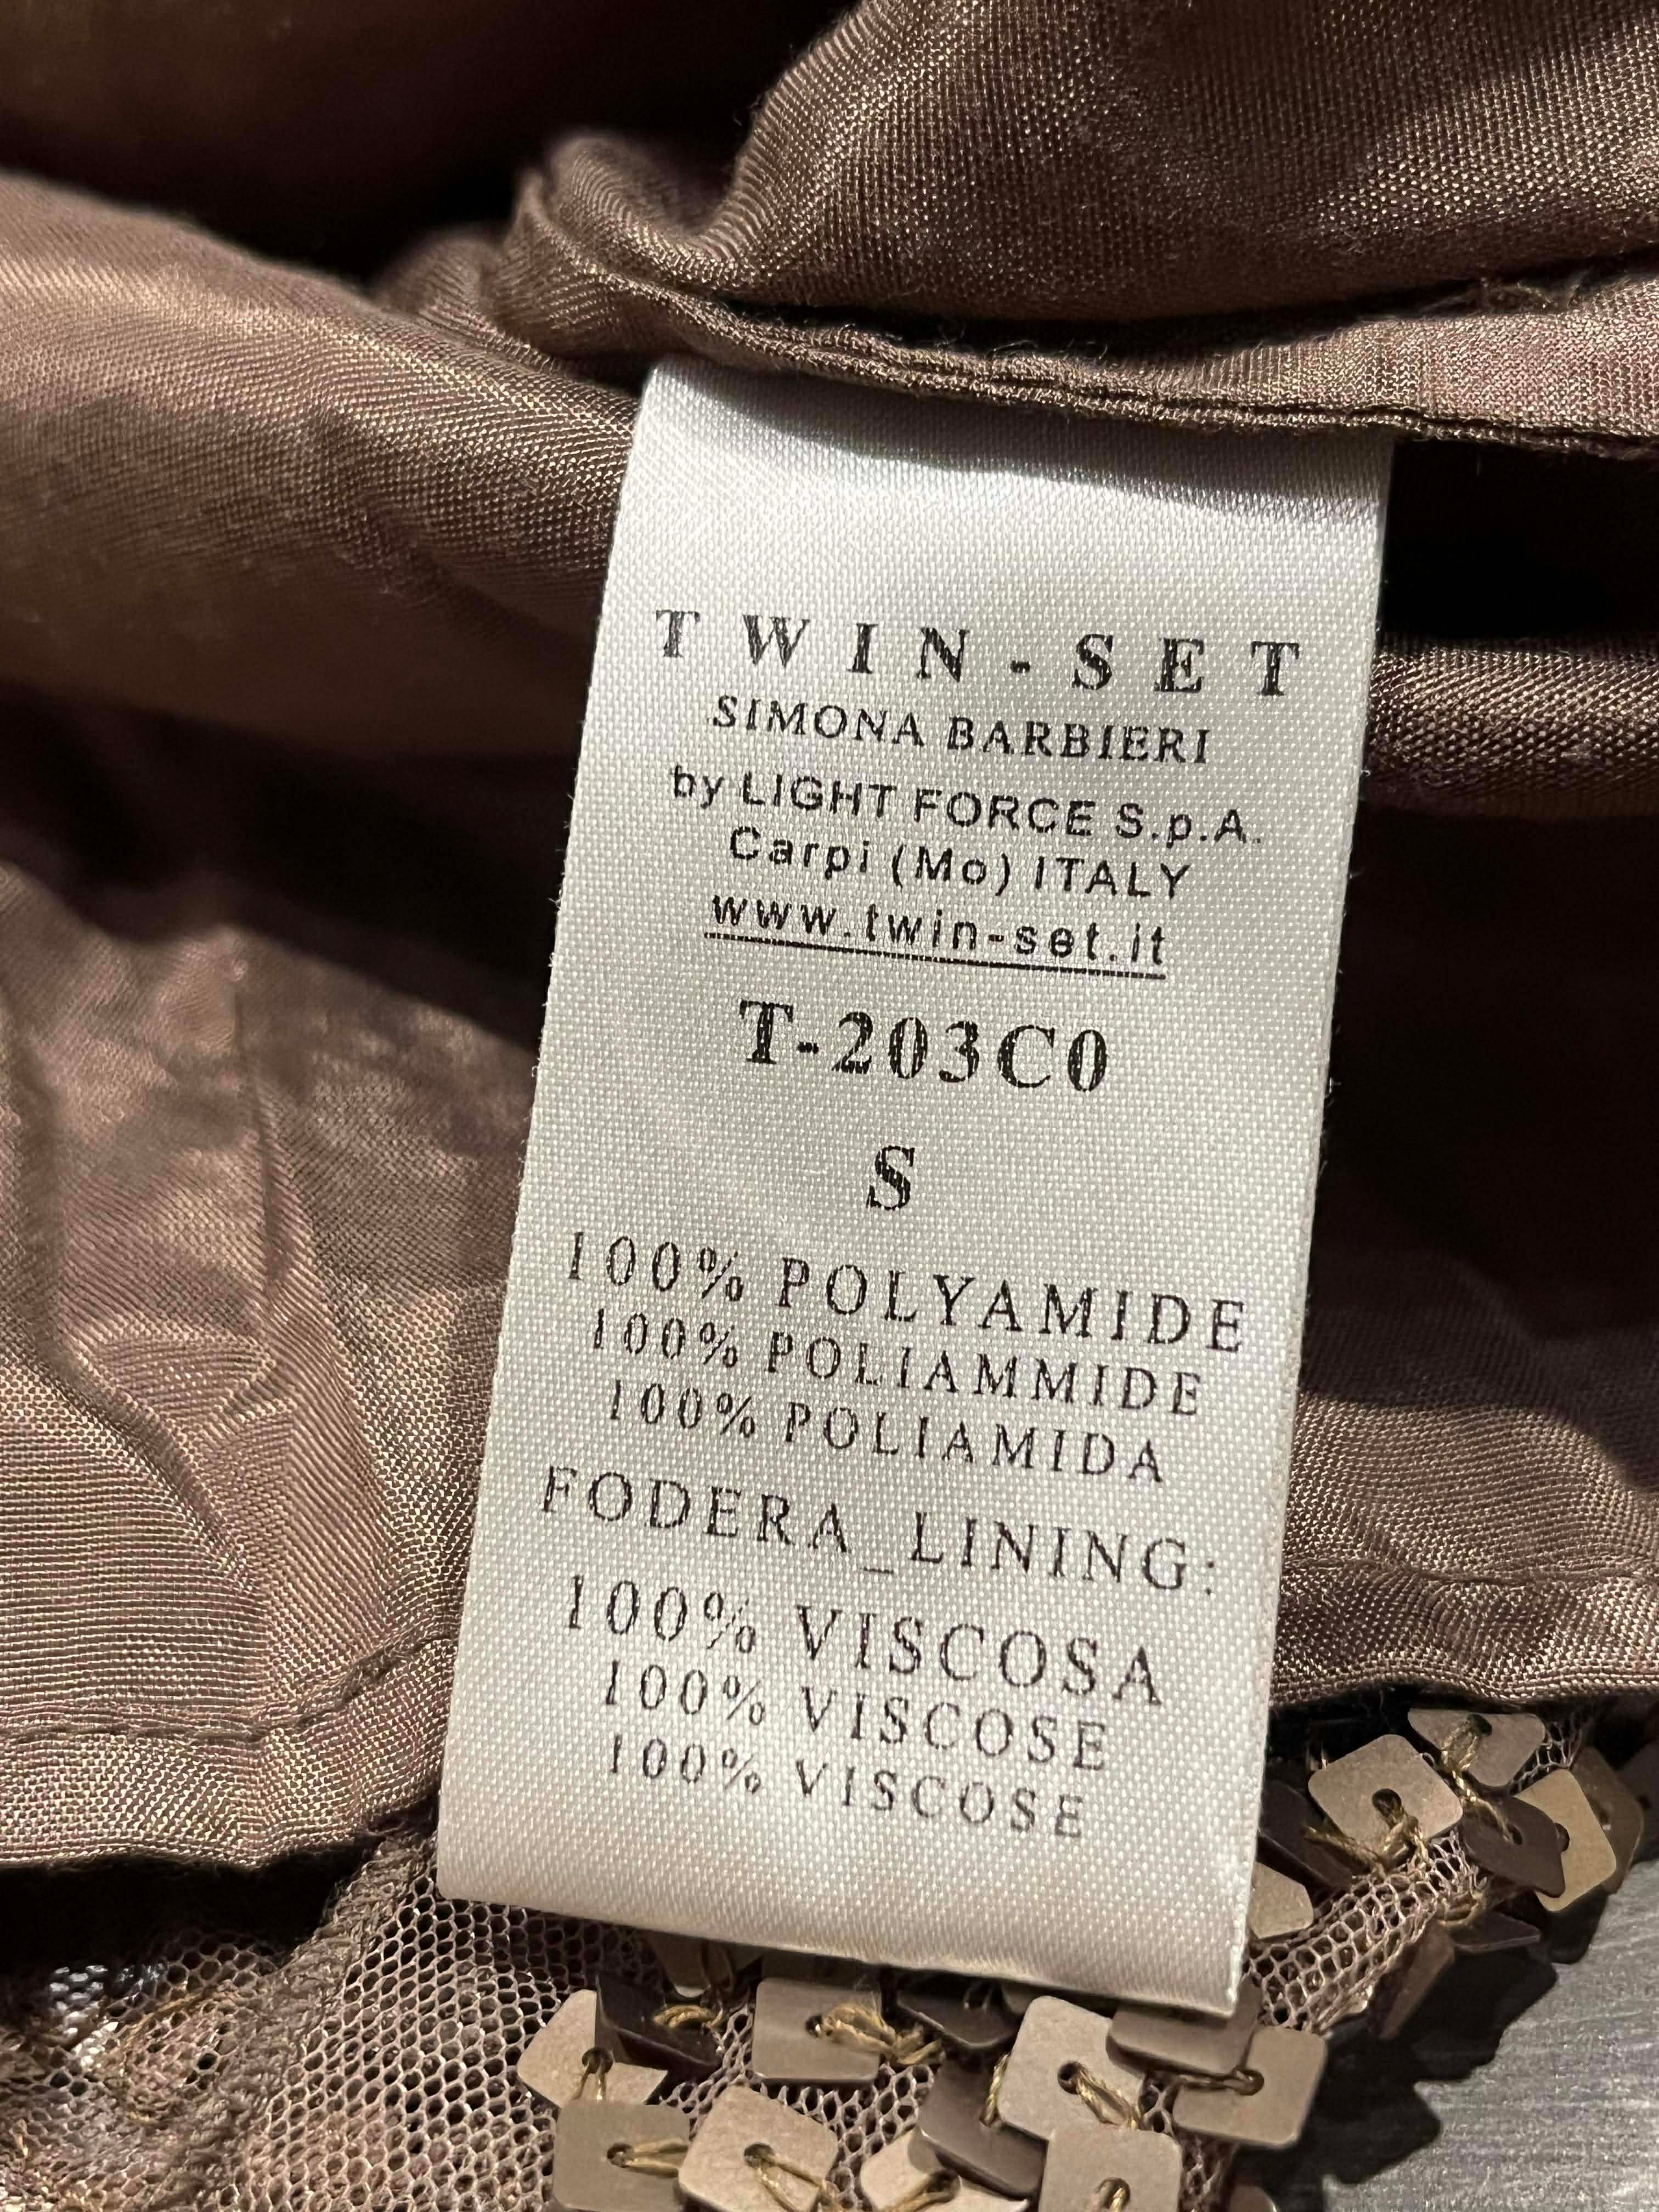 TWIN-SET
SIMONA BARBIERI
by LIGHT FORCE S.p.A.
Carpi (Mo) ITALY
www.twin-set.it
T-203C0
S
100% POLYAMIDE
100% POLIAMMIDE
100% POLIAMIDA
FODERA_LINING:
100% VISCOSA
100% VISCOSE
100% VISCOSE